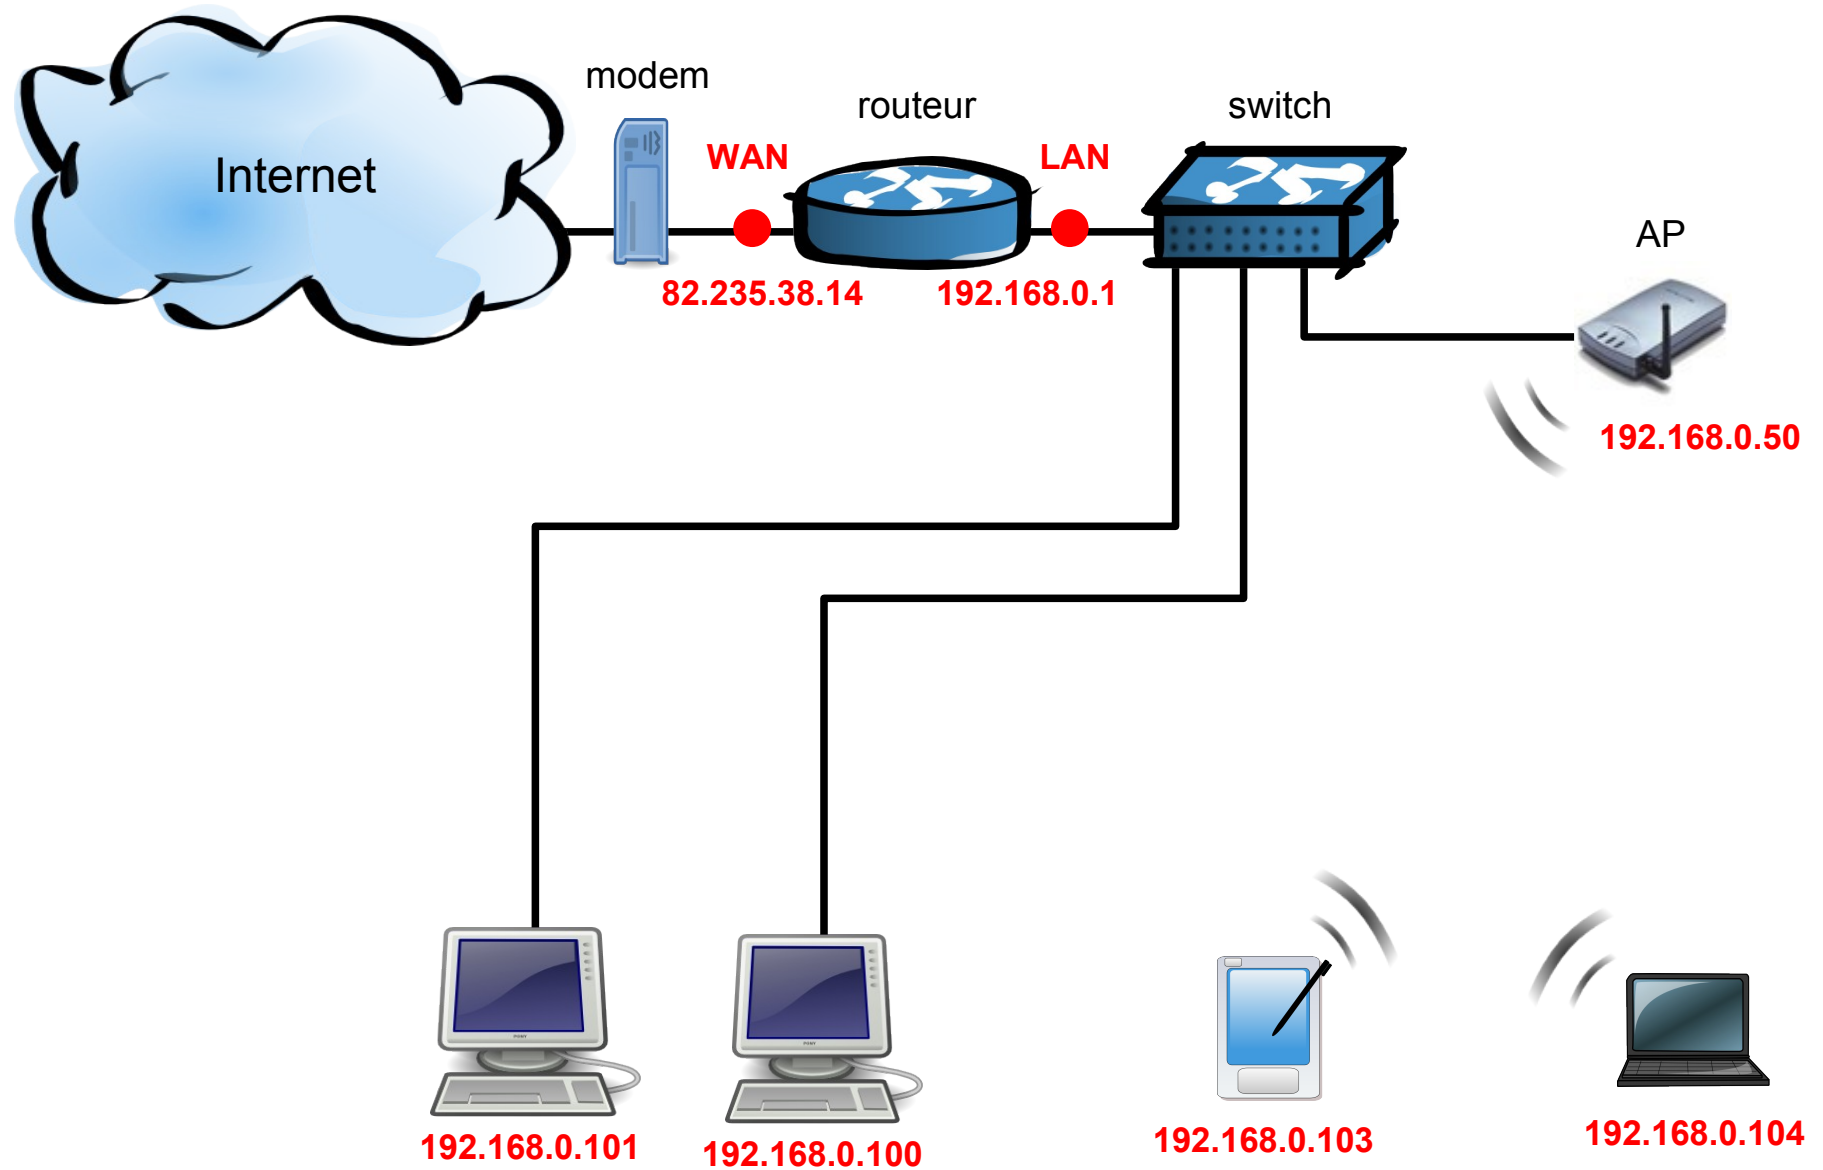 modem
routeur
switch
Internet
WAN
LAN
AP
82.235.38.14
192.168.0.1
192.168.0.50
192.168.0.101
192.168.0.100
192.168.0.103
192.168.0.104